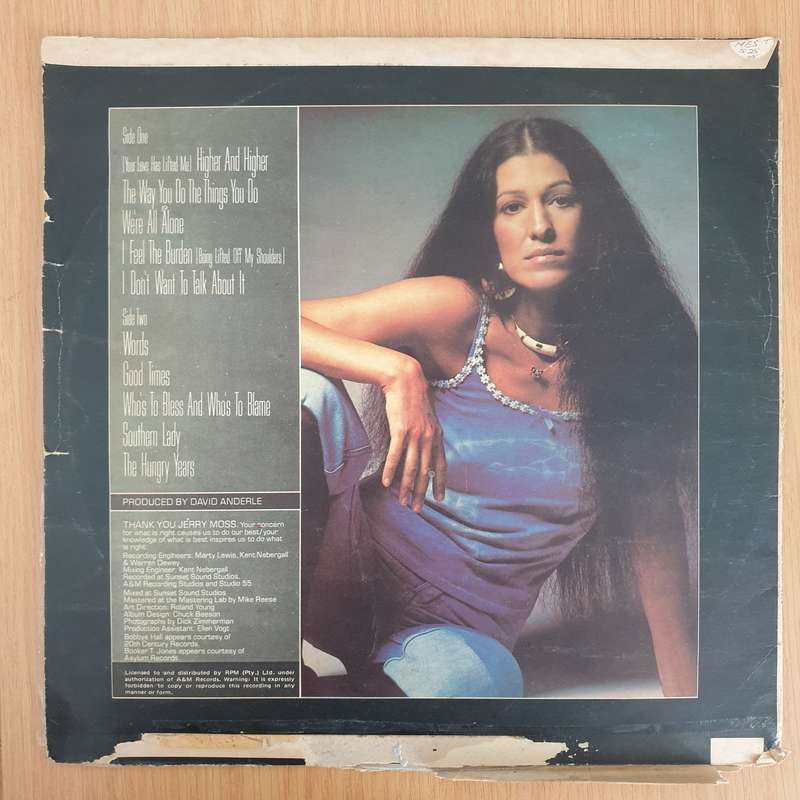 Side One
(Your Love Has Lifted Me) Higher And Higher
The Way You Do The Things You Do
We're All Alone
I Feel The Burden (Being Lifted Off My Shoulders)
I Don't Want To Talk About It
Side Two
Words
Good Times
Who's To Bless And Who's To Blame
Southern Lady
The Hungry Years
PRODUCED BY DAVID ANDERLE
THANK YOU JERRY MOSS. Your concern
for what is right causes us to do our best/your
knowledge of what is best inspires us to do what
is right.
Recording Engineers: Marty Lewis, Kent Nebergall
& Warren Dewey
Mixing Engineer: Kent Nebergall
Recorded at Sunset Sound Studios,
A&M Recording Studios and Studio 55.
Mixed at Sunset Sound Studios
Mastered at the Mastering Lab by Mike Reese
Art Direction: Roland Young
Album Design: Chuck Beeson
Photographs by Dick Zimmerman
Production Assistant: Ellen Vogt
Bobbye Hall appears courtesy of
20th Century Records.
Booker T. Jones appears courtesy of
Asylum Records.
Licensed to and distributed by RPM (Pty.) Ltd. under
authorization of A&M Records. Warning: It is expressly
forbidden to copy or reproduce this recording in any
manner or form.